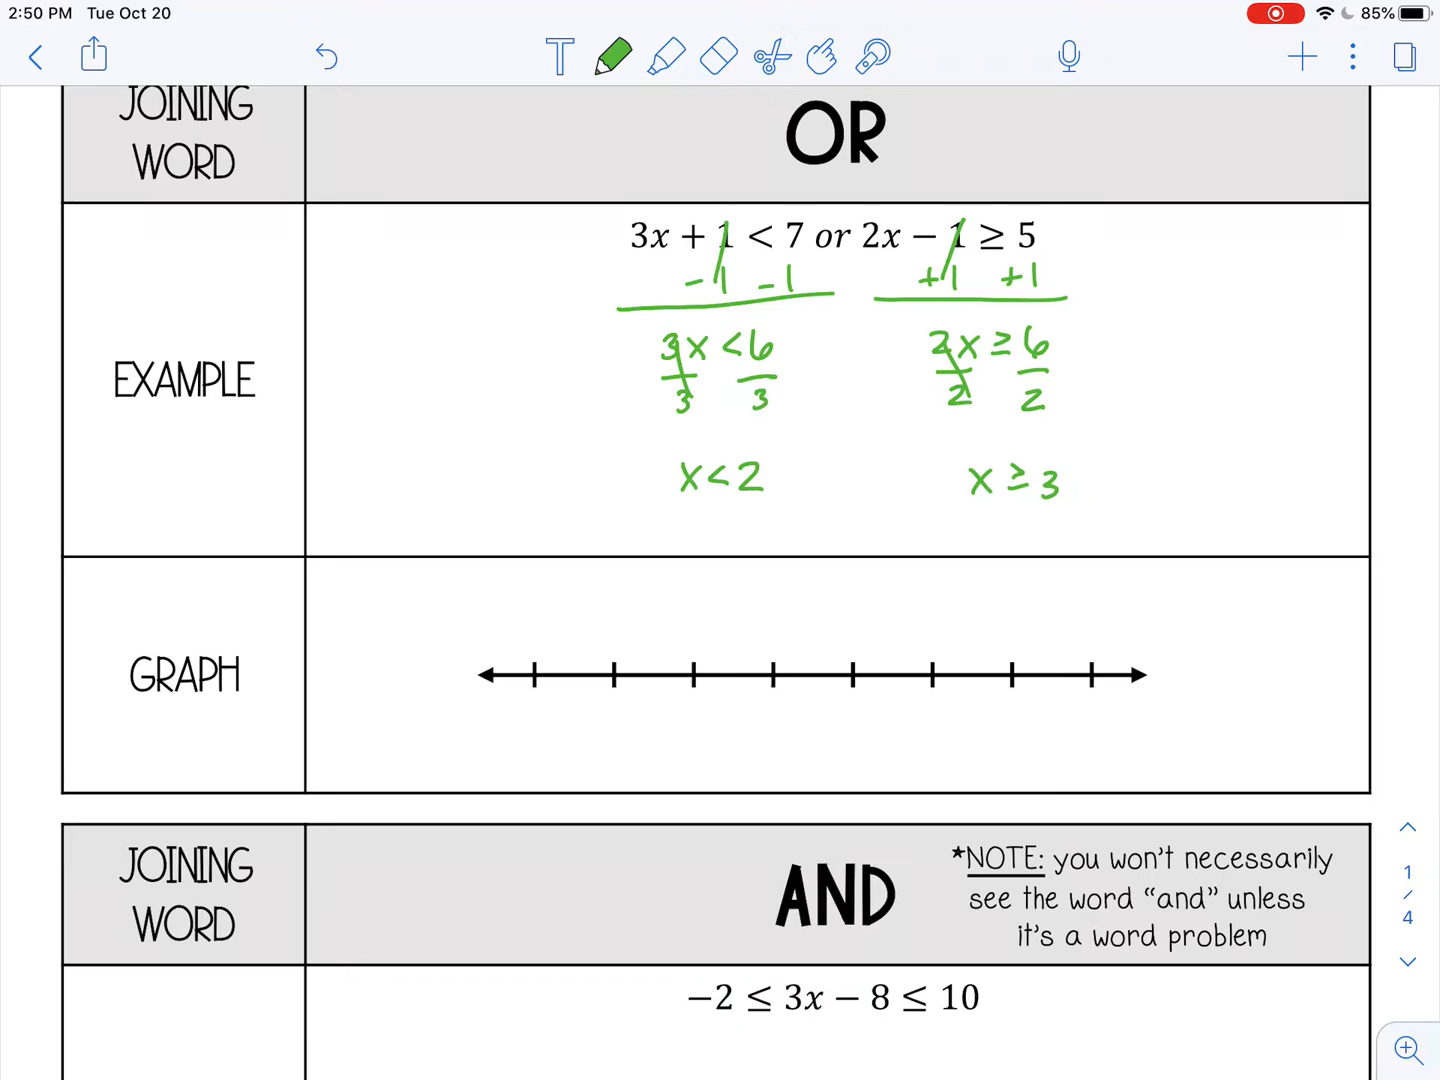 2:50 PM Tue Oct 20 85%
T
JOINING WORD
OR
EXAMPLE
3x + 1 < 7 or 2x − 1 ≥ 5
−1 −1 +1 +1
3x < 6 2x ≥ 6
3 3 2 2
x < 2 x ≥ 3
GRAPH
JOINING WORD
AND
*NOTE: you won't necessarily
see the word "and" unless
it's a word problem
−2 ≤ 3x − 8 ≤ 10
1
/
4